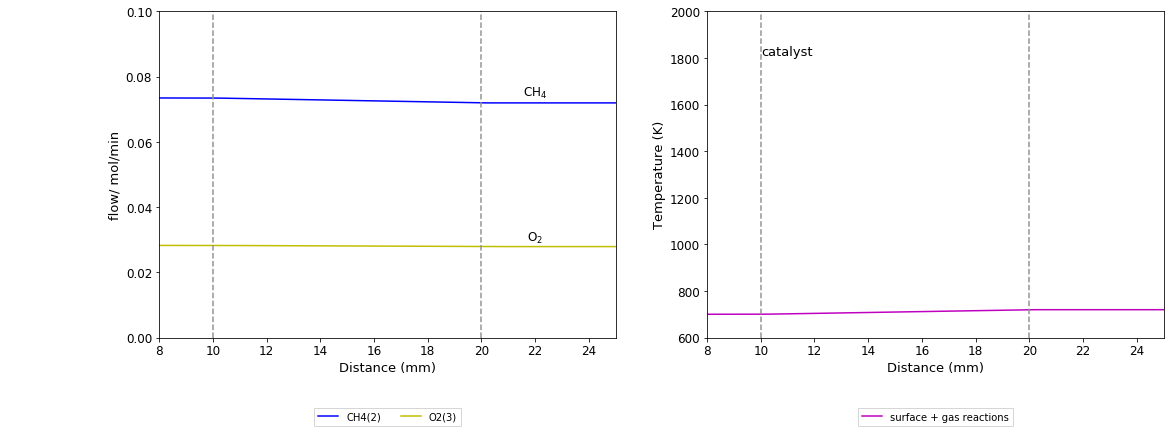 0.10
0.08
0.06
0.04
0.02
0.00
flow/ mol/min
CH₄
O₂
8 10 12 14 16 18 20 22 24
Distance (mm)
CH4(2) O2(3)
2000
1800
1600
1400
1200
1000
800
600
Temperature (K)
catalyst
8 10 12 14 16 18 20 22 24
Distance (mm)
surface + gas reactions